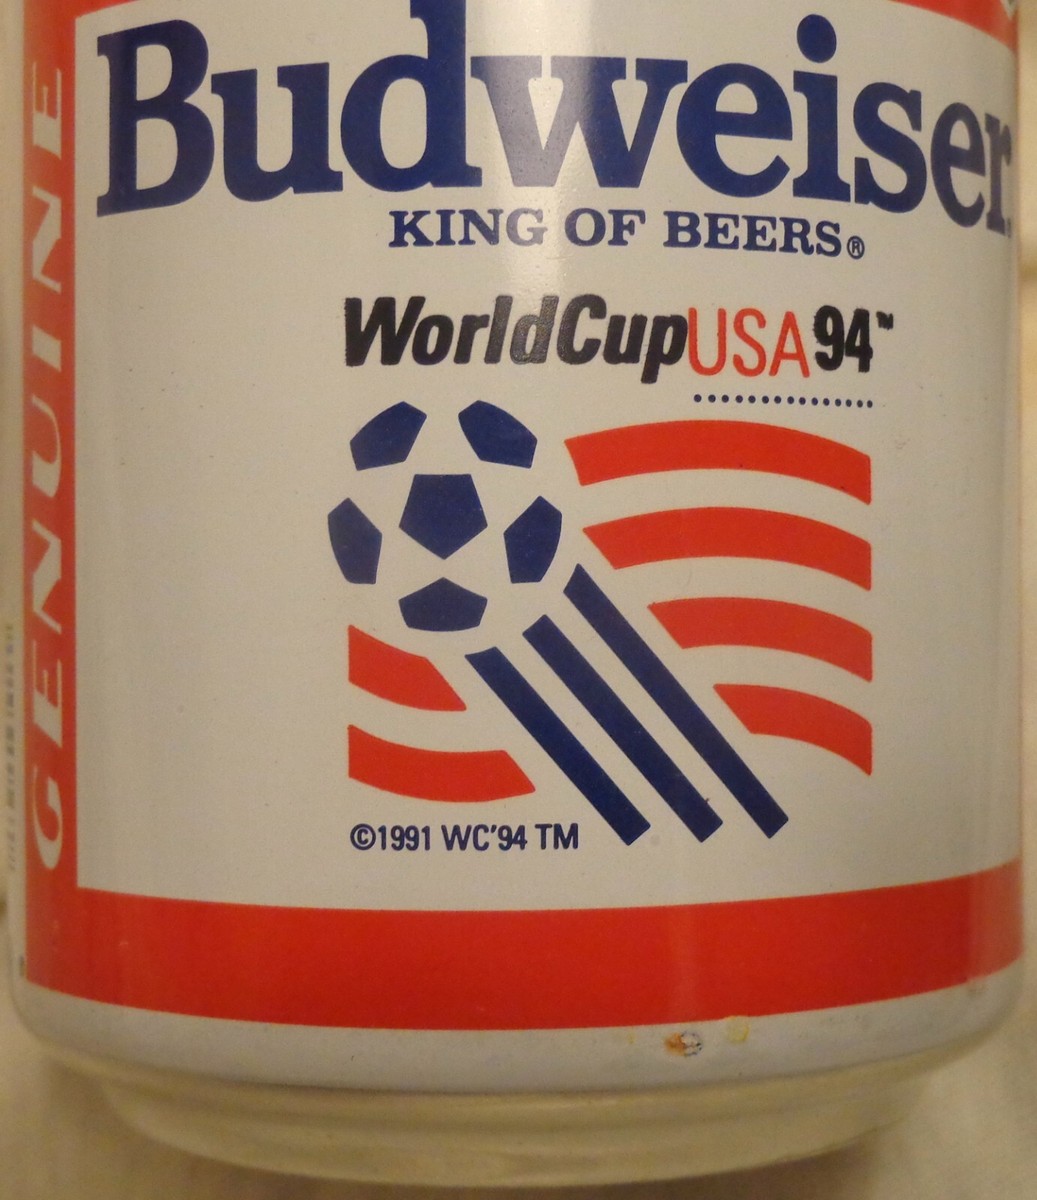 Budweiser.
KING OF BEERS®
WorldCupUSA94™
©1991 WC'94 TM
GENUINE